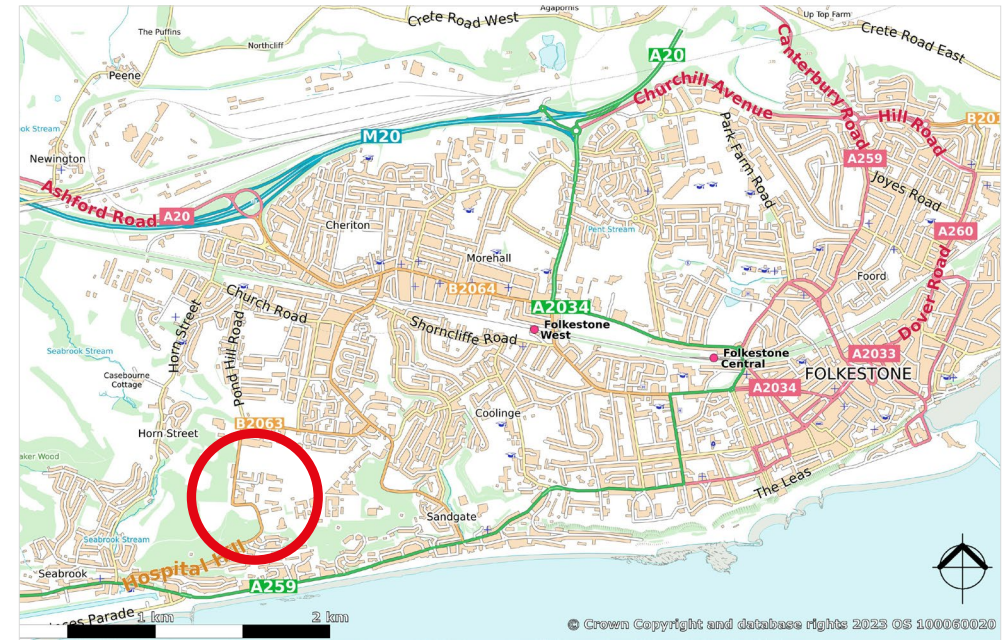 Agapornis
Crete Road West
Up Top Farm
The Puffins
Crete Road East
Northcliff
A20
Peene
Canterbury Road
Churchill Avenue
Hill Road
M20
Park Farm Road
Newington
A259
Joyes Road
Ashford Road
A20
Cheriton
Pent Stream
A260
Morehall
Foord
B2064
Church Road
A2034
Dover Road
Horn Street
Pond Hill Road
Shorncliffe Road
Folkestone
West
Seabrook Stream
Folkestone
Central
A2033
FOLKESTONE
Casebourne
Cottage
A2034
Coolinge
B2063
Horn Street
The Leas
Sandgate
Seabrook Stream
Hospital Hill
Seabrook
A259
1 km
2 km
© Crown Copyright and database rights 2023 OS 100060020